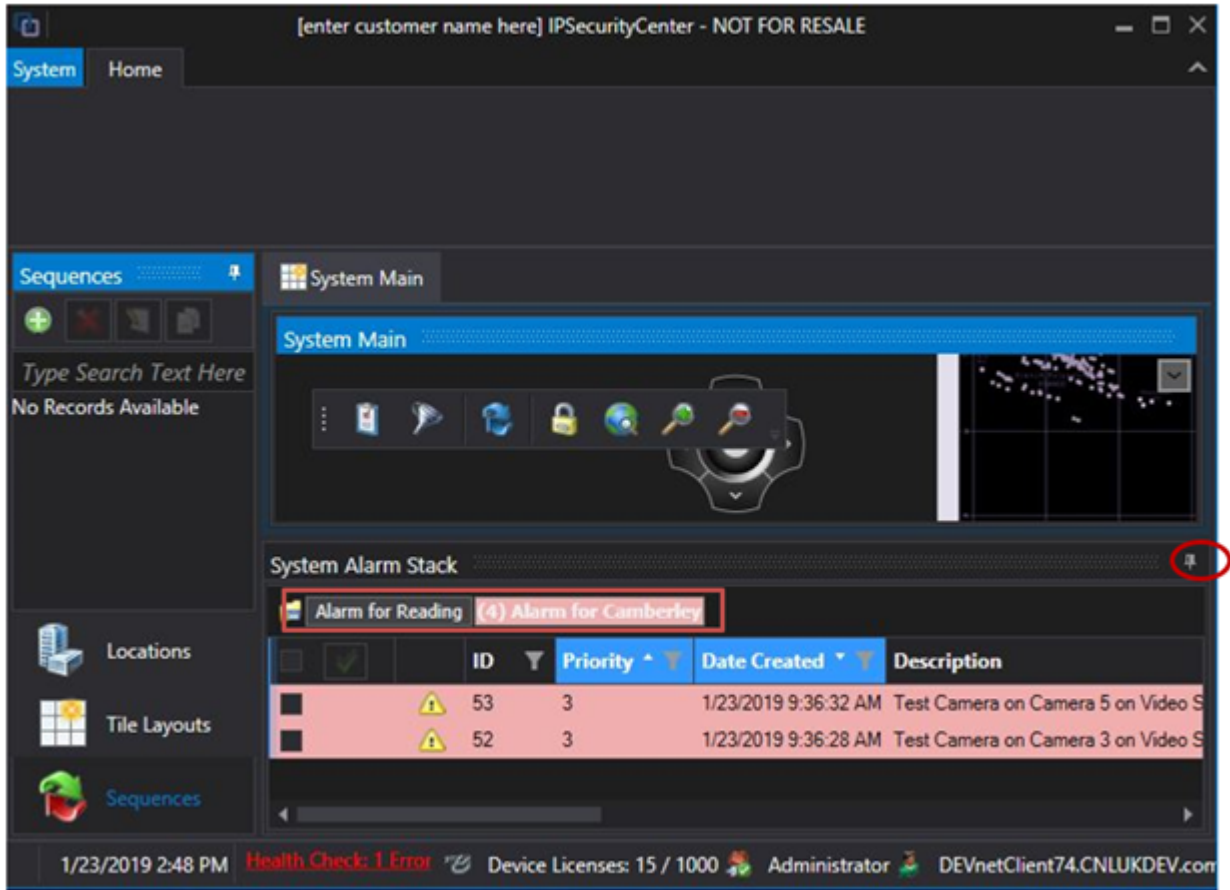 [enter customer name here] IPSecurityCenter - NOT FOR RESALE
System Home
Sequences
Type Search Text Here
No Records Available
System Main
System Main
System Alarm Stack
Alarm for Reading (4) Alarm for Camberley
ID Priority Date Created Description
53 3 1/23/2019 9:36:32 AM Test Camera on Camera 5 on Video S
52 3 1/23/2019 9:36:28 AM Test Camera on Camera 3 on Video S
Locations
Tile Layouts
Sequences
1/23/2019 2:48 PM Health Check: 1 Error Device Licenses: 15 / 1000 Administrator DEVnetClient74.CNLUKDEV.com